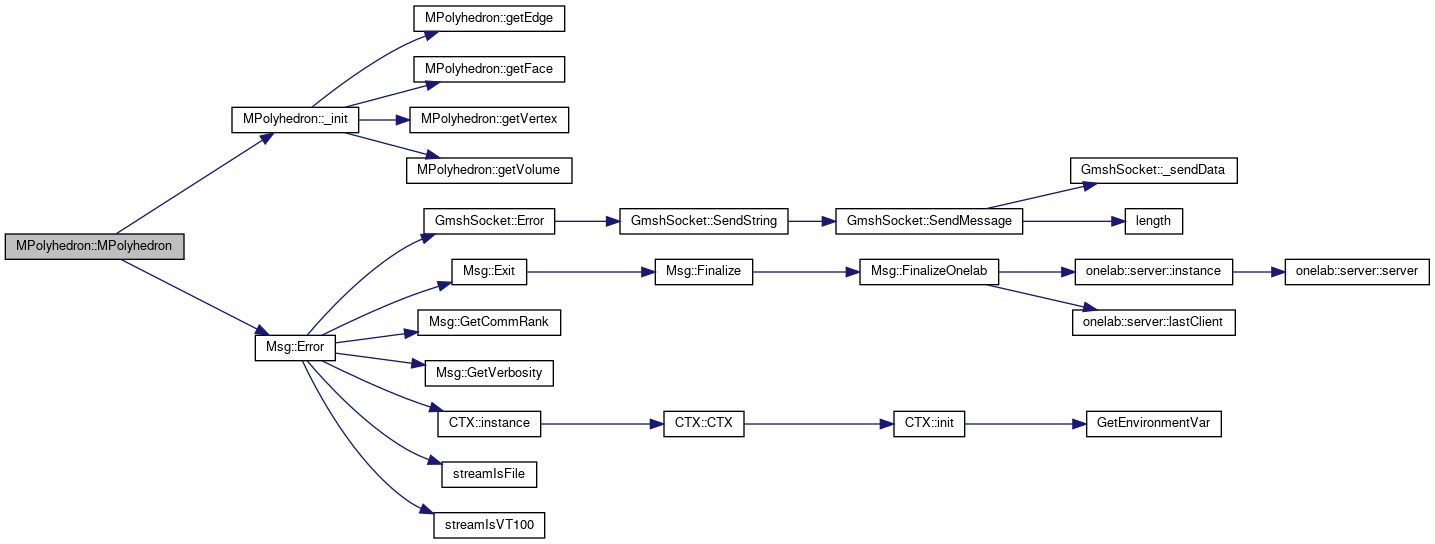 MPolyhedron::getEdge
MPolyhedron::getFace
MPolyhedron::_init
MPolyhedron::getVertex
MPolyhedron::getVolume
GmshSocket::_sendData
GmshSocket::Error
GmshSocket::SendString
GmshSocket::SendMessage
length
MPolyhedron::MPolyhedron
Msg::Exit
Msg::Finalize
Msg::FinalizeOnelab
onelab::server::instance
onelab::server::server
Msg::GetCommRank
onelab::server::lastClient
Msg::Error
Msg::GetVerbosity
CTX::instance
CTX::CTX
CTX::init
GetEnvironmentVar
streamIsFile
streamIsVT100